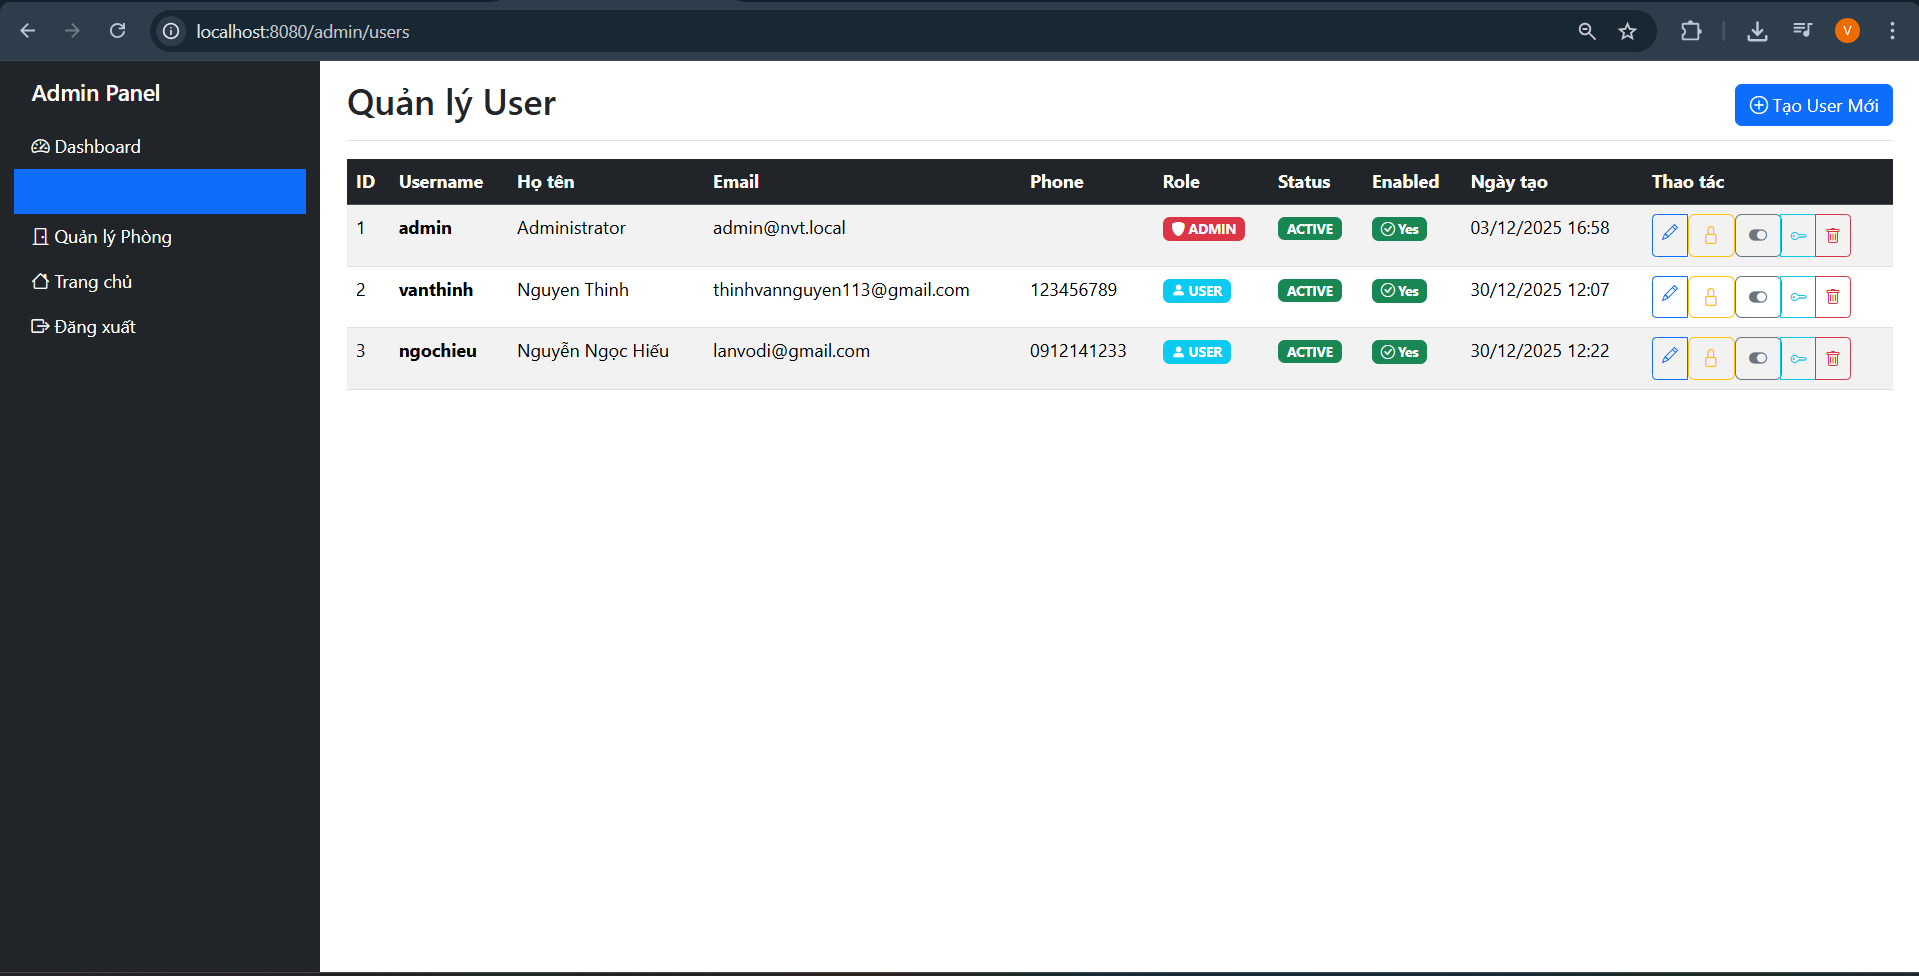 localhost:8080/admin/users
V
Admin Panel
Dashboard
Quản lý Phòng
Trang chủ
Đăng xuất
Quản lý User
Tạo User Mới
ID Username Họ tên Email Phone Role Status Enabled Ngày tạo Thao tác
1 admin Administrator admin@nvt.local ADMIN ACTIVE Yes 03/12/2025 16:58
2 vanthinh Nguyen Thinh thinhvannguyen113@gmail.com 123456789 USER ACTIVE Yes 30/12/2025 12:07
3 ngochieu Nguyễn Ngọc Hiếu lanvodi@gmail.com 0912141233 USER ACTIVE Yes 30/12/2025 12:22